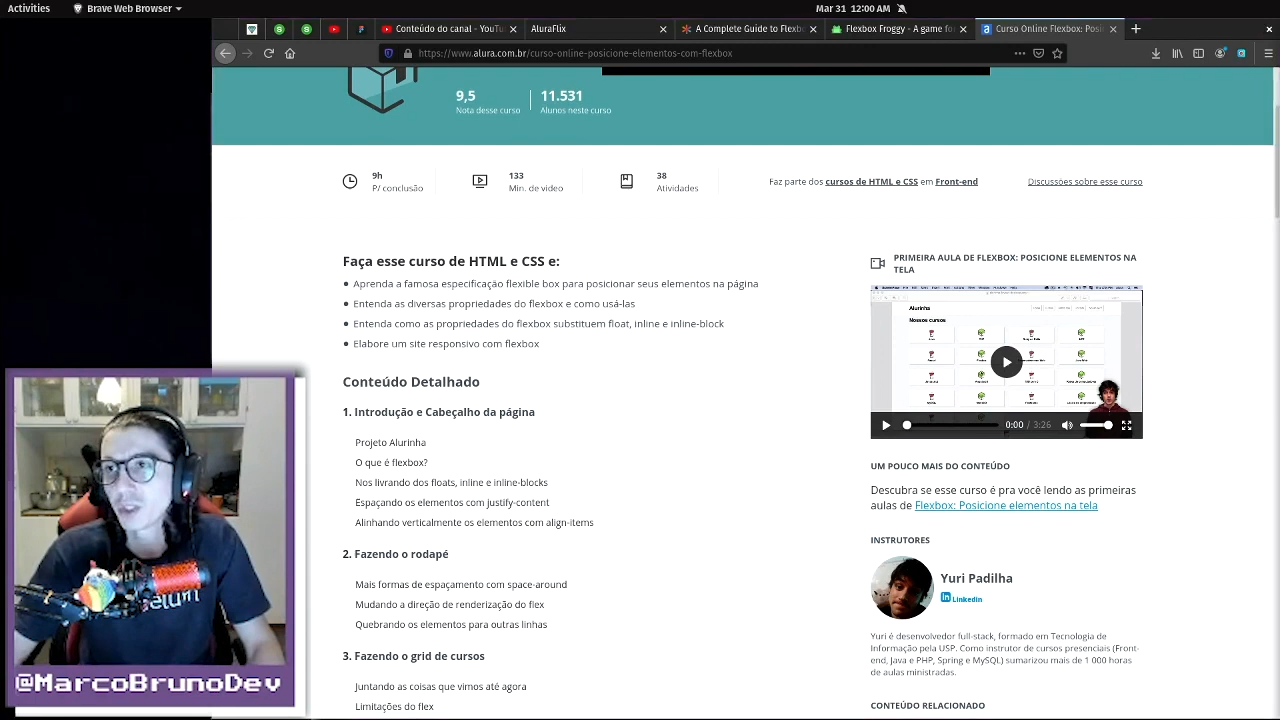 Activities
Brave Web Browser
Mar 31 12:00 AM
Conteúdo do canal - YouTu
AluraFlix
A Complete Guide to Flexbo
Flexbox Froggy - A game fo
Curso Online Flexbox: Posi
https://www.alura.com.br/curso-online-posicione-elementos-com-flexbox
9,5
Nota desse curso
11.531
Alunos neste curso
9h
P/ conclusão
133
Min. de video
38
Atividades
Faz parte dos cursos de HTML e CSS em Front-end
Discussões sobre esse curso
Faça esse curso de HTML e CSS e:
Aprenda a famosa especificação flexible box para posicionar seus elementos na página
Entenda as diversas propriedades do flexbox e como usá-las
Entenda como as propriedades do flexbox substituem float, inline e inline-block
Elabore um site responsivo com flexbox
Conteúdo Detalhado
1. Introdução e Cabeçalho da página
Projeto Alurinha
O que é flexbox?
Nos livrando dos floats, inline e inline-blocks
Espaçando os elementos com justify-content
Alinhando verticalmente os elementos com align-items
2. Fazendo o rodapé
Mais formas de espaçamento com space-around
Mudando a direção de renderização do flex
Quebrando os elementos para outras linhas
3. Fazendo o grid de cursos
Juntando as coisas que vimos até agora
Limitações do flex
PRIMEIRA AULA DE FLEXBOX: POSICIONE ELEMENTOS NA
TELA
Alurinha
Nossos cursos
0:00 / 3:26
UM POUCO MAIS DO CONTEÚDO
Descubra se esse curso é pra você lendo as primeiras
aulas de Flexbox: Posicione elementos na tela
INSTRUTORES
Yuri Padilha
Linkedin
Yuri é desenvolvedor full-stack, formado em Tecnologia de
Informação pela USP. Como instrutor de cursos presenciais (Front-
end, Java e PHP, Spring e MySQL) sumarizou mais de 1 000 horas
de aulas ministradas.
CONTEÚDO RELACIONADO
@MarcoBrunoDev